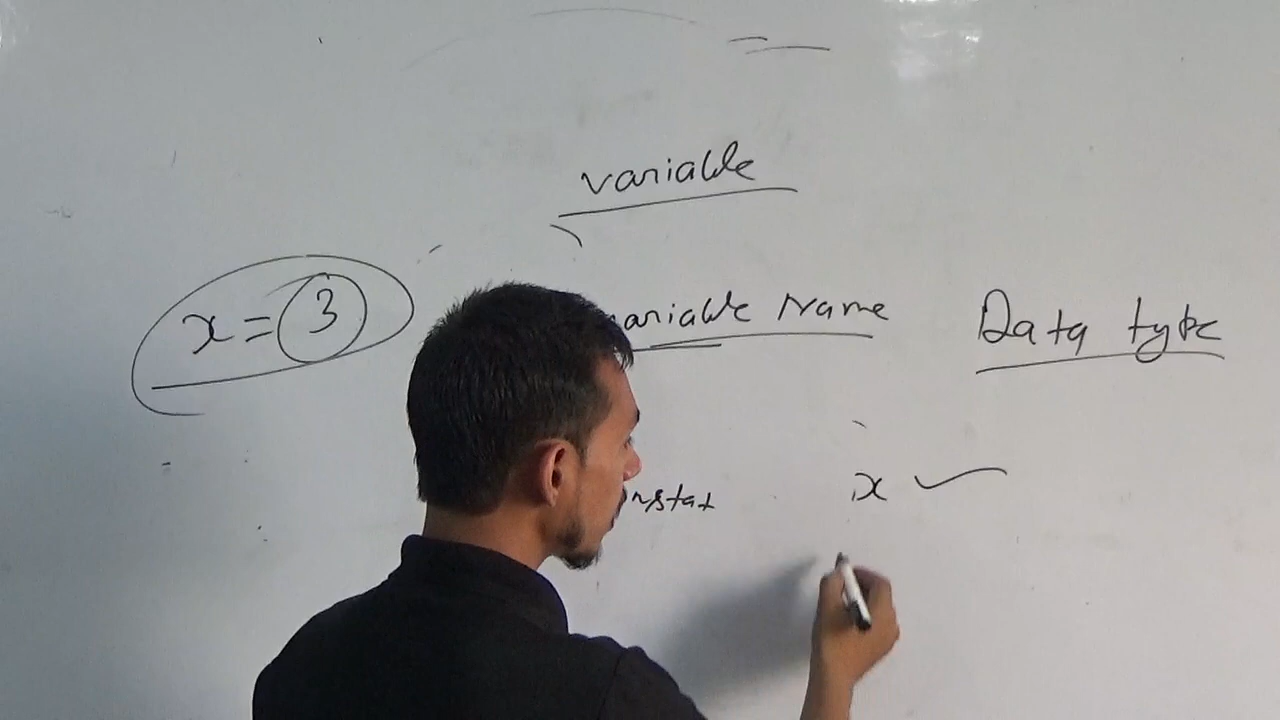 variable
x = 3
variable Name
Data type
x